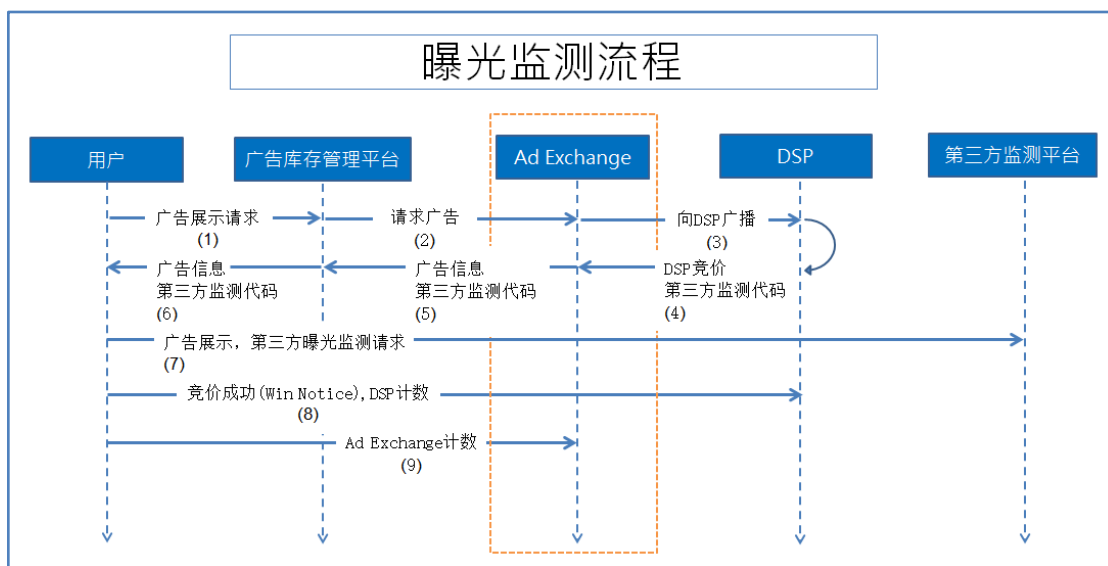 曝光监测流程
用户
广告库存管理平台
Ad Exchange
DSP
第三方监测平台
广告展示请求
(1)
请求广告
(2)
向DSP广播
(3)
广告信息
第三方监测代码
(6)
广告信息
第三方监测代码
(5)
DSP竞价
第三方监测代码
(4)
广告展示，第三方曝光监测请求
(7)
竞价成功(Win Notice),DSP计数
(8)
Ad Exchange计数
(9)